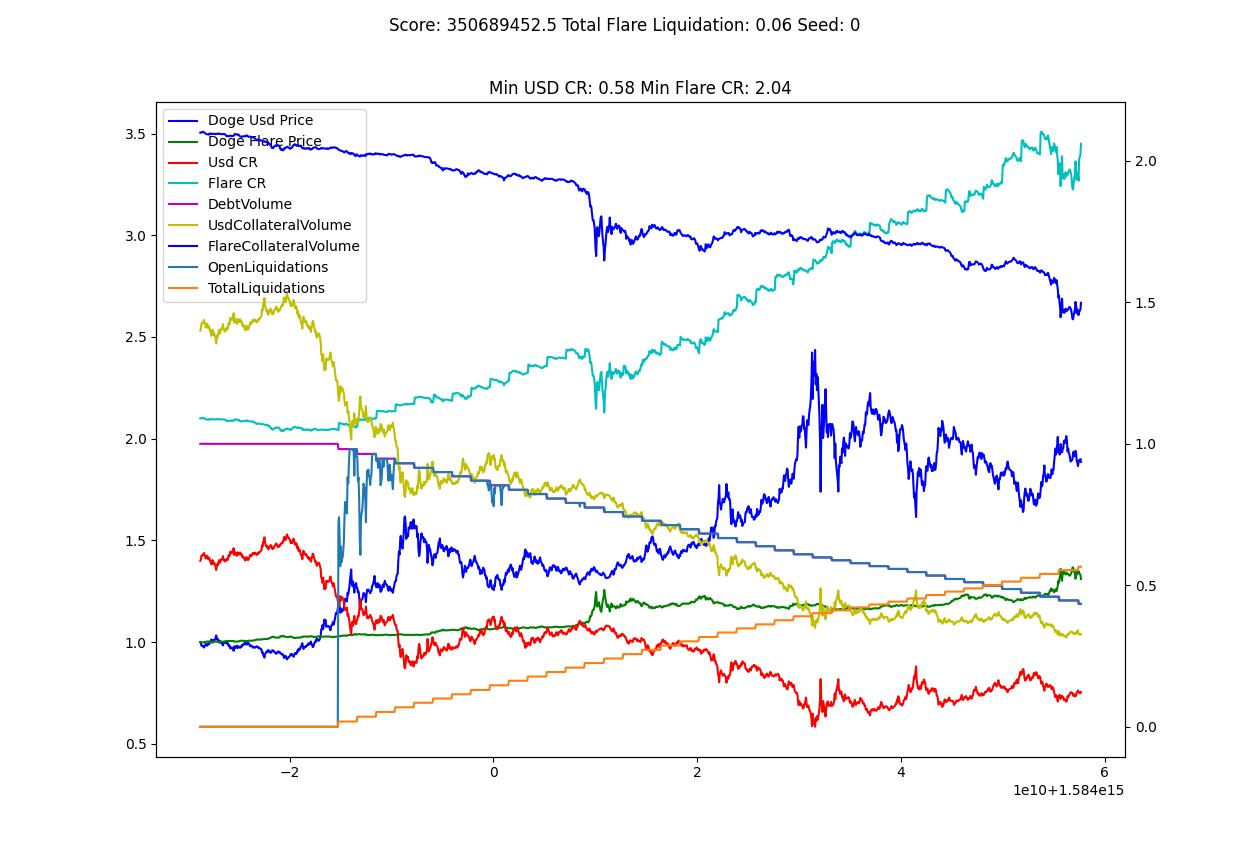 Score: 350689452.5 Total Flare Liquidation: 0.06 Seed: 0
Min USD CR: 0.58 Min Flare CR: 2.04
Doge Usd Price
Doge Flare Price
Usd CR
Flare CR
DebtVolume
UsdCollateralVolume
FlareCollateralVolume
OpenLiquidations
TotalLiquidations
3.5
3.0
2.5
2.0
1.5
1.0
0.5
2.0
1.5
1.0
0.5
0.0
−2
0
2
4
6
1e10+1.584e15